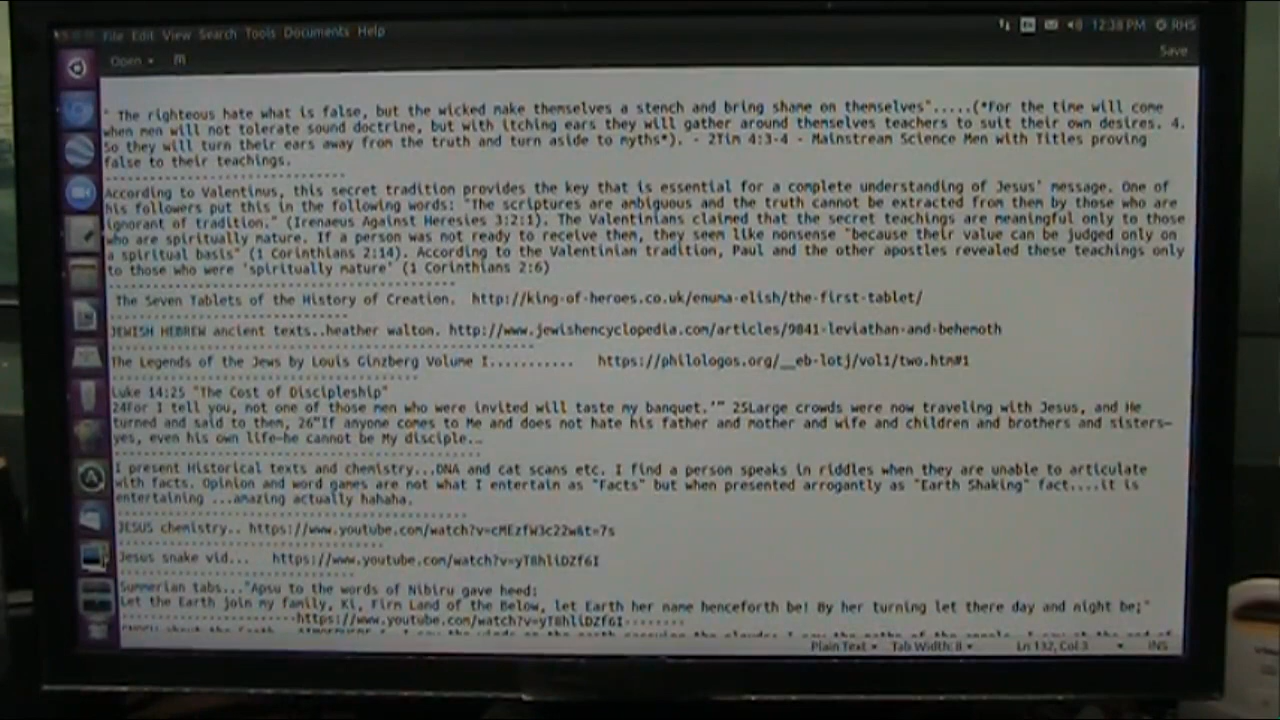 File Edit View Search Tools Documents Help
12:38 PM RHS
Open Save
" The righteous hate what is false, but the wicked make themselves a stench and bring shame on themselves".....(*For the time will come
when men will not tolerate sound doctrine, but with itching ears they will gather around themselves teachers to suit their own desires. 4.
So they will turn their ears away from the truth and turn aside to myths*). - 2Tim 4:3-4 - Mainstream Science Men with Titles proving
false to their teachings.
According to Valentinus, this secret tradition provides the key that is essential for a complete understanding of Jesus' message. One of
his followers put this in the following words: "The scriptures are ambiguous and the truth cannot be extracted from them by those who are
ignorant of tradition." (Irenaeus Against Heresies 3:2:1). The Valentinians claimed that the secret teachings are meaningful only to those
who are spiritually mature. If a person was not ready to receive them, they seem like nonsense "because their value can be judged only on
a spiritual basis" (1 Corinthians 2:14). According to the Valentinian tradition, Paul and the other apostles revealed these teachings only
to those who were 'spiritually mature' (1 Corinthians 2:6)
The Seven Tablets of the History of Creation. http://king-of-heroes.co.uk/enuma-elish/the-first-tablet/
JEWISH HEBREW ancient texts..heather walton. http://www.jewishencyclopedia.com/articles/9841-leviathan-and-behemoth
The Legends of the Jews by Louis Ginzberg Volume I........... https://philologos.org/__eb-lotj/vol1/two.htm#1
Luke 14:25 "The Cost of Discipleship"
24For I tell you, not one of those men who were invited will taste my banquet.'" 25Large crowds were now traveling with Jesus, and He
turned and said to them, 26"If anyone comes to Me and does not hate his father and mother and wife and children and brothers and sisters—
yes, even his own life—he cannot be My disciple...
I present Historical texts and chemistry...DNA and cat scans etc. I find a person speaks in riddles when they are unable to articulate
with facts. Opinion and word games are not what I entertain as "Facts" but when presented arrogantly as "Earth Shaking" fact....it is
entertaining ...amazing actually hahaha.
JESUS chemistry.. https://www.youtube.com/watch?v=cMEzfW3c22w&t=7s
Jesus snake vid... https://www.youtube.com/watch?v=yT8hliDZf6I
Summerian tabs..."Apsu to the words of Nibiru gave heed:
Let the Earth join my family, Ki, Firm Land of the Below, let Earth her name henceforth be! By her turning let there day and night be;"
----------------------https://www.youtube.com/watch?v=yT8hliDZf6I--------
Plain Text Tab Width: 8 Ln 132, Col 3 INS